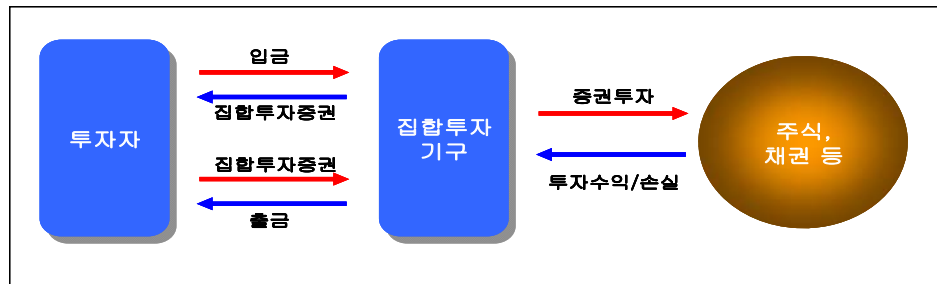 투자자
입금
집합투자증권
집합투자증권
출금
집합투자
기구
증권투자
투자수익/손실
주식,
채권 등